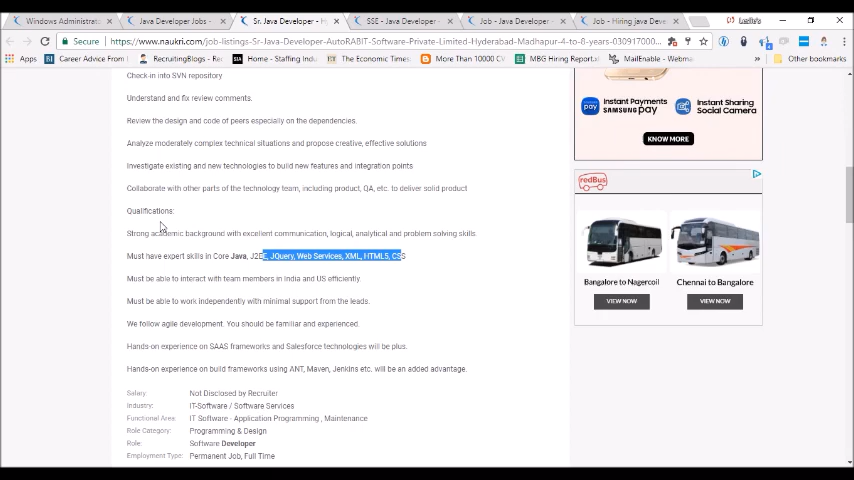 Windows Administrat
Java Developer Jobs -
Sr. Java Developer - H
SSE - Java Developer -
Job - Java Developer -
Job - Hiring java Deve
Secure
https://www.naukri.com/job-listings-Sr-Java-Developer-AutoRABIT-Software-Private-Limited-Hyderabad-Madhapur-4-to-8-years-030917000
Apps
Career Advice From I
RecruitingBlogs - Re
Home - Staffing Indu
The Economic Times:
More Than 10000 CV
MBG Hiring Report.xl
MailEnable - Webma
Other bookmarks
Check-in into SVN repository
Understand and fix review comments.
Review the design and code of peers especially on the dependencies.
Analyze moderately complex technical situations and propose creative, effective solutions
Investigate existing and new technologies to build new features and integration points
Collaborate with other parts of the technology team, including product, QA, etc. to deliver solid product
Qualifications:
Strong academic background with excellent communication, logical, analytical and problem solving skills
Must have expert skills in Core Java, J2EE, JQuery, Web Services, XML, HTML5, CSS
Must be able to interact with team members in India and US efficiently.
Must be able to work independently with minimal support from the leads.
We follow agile development. You should be familiar and experienced
Hands-on experience on SAAS frameworks and Salesforce technologies will be plus.
Hands-on experience on build frameworks using ANT, Maven, Jenkins etc, will be an added advantage.
Salary: Not Disclosed by Recruiter
Industry: IT-Software / Software Services
Functional Area: IT Software - Application Programming , Maintenance
Role Category: Programming & Design
Role: Software Developer
Employment Type: Permanent Job, Full Time
pay
Instant Payments
SAMSUNG pay
Instant Sharing
Social Camera
KNOW MORE
redBus
Bangalore to Nagercoil
Chennai to Bangalore
VIEW NOW
VIEW NOW